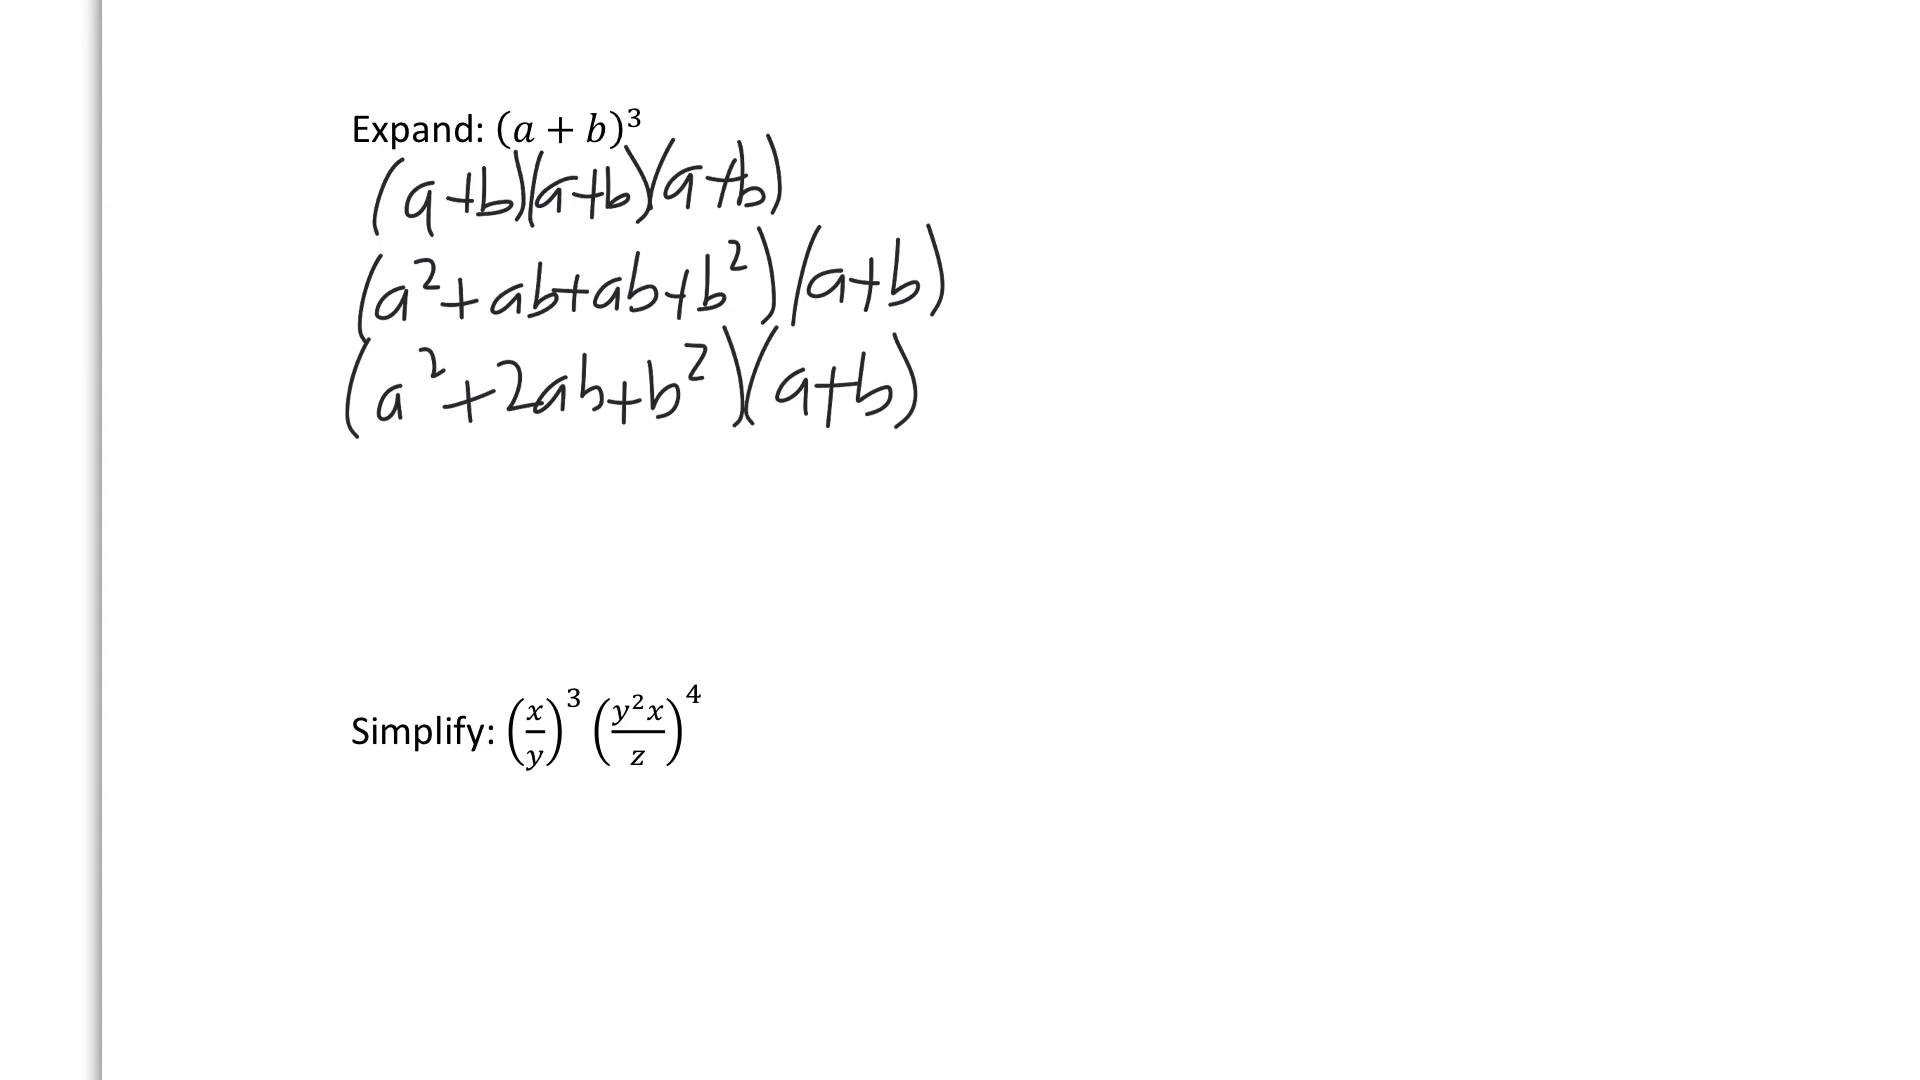 Expand: (a + b)³
(a+b)(a+b)(a+b)
(a²+ab+ab+b²)(a+b)
(a²+2ab+b²)(a+b)
Simplify: (x/y)³ (y²x/z)⁴